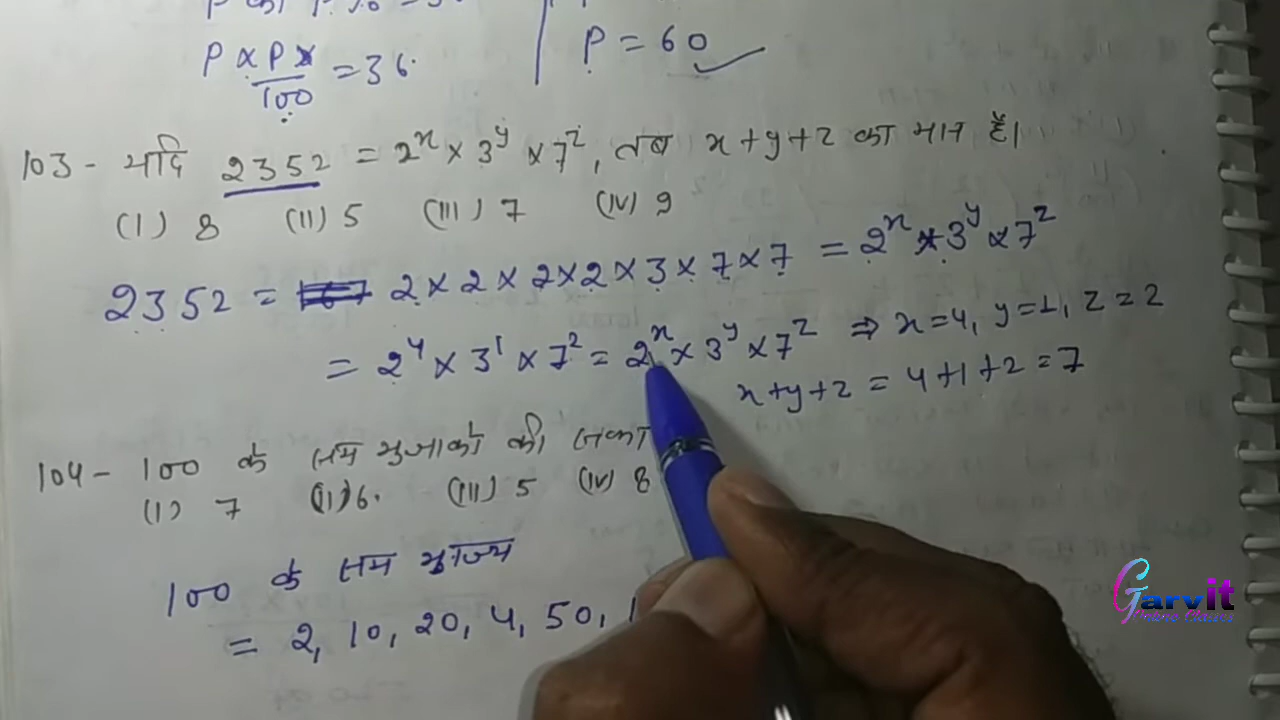 P × P × / 100 = 36.
P = 60
103 - यदि 2352 = 2^x × 3^y × 7^z, तब x+y+z का मान है।
(I) 8 (II) 5 (III) 7 (IV) 9
2352 = 2 × 2 × 2 × 2 × 3 × 7 × 7 = 2^x × 3^y × 7^z
= 2^4 × 3^1 × 7^2 = 2^x × 3^y × 7^z ⇒ x=4, y=1, z=2
x+y+z = 4+1+2 = 7
104 - 100 के सम की
(I) 7 (II) 6. (III) 5 (IV) 8
100 के सम
= 2, 10, 20, 4, 50, 1
Garvit